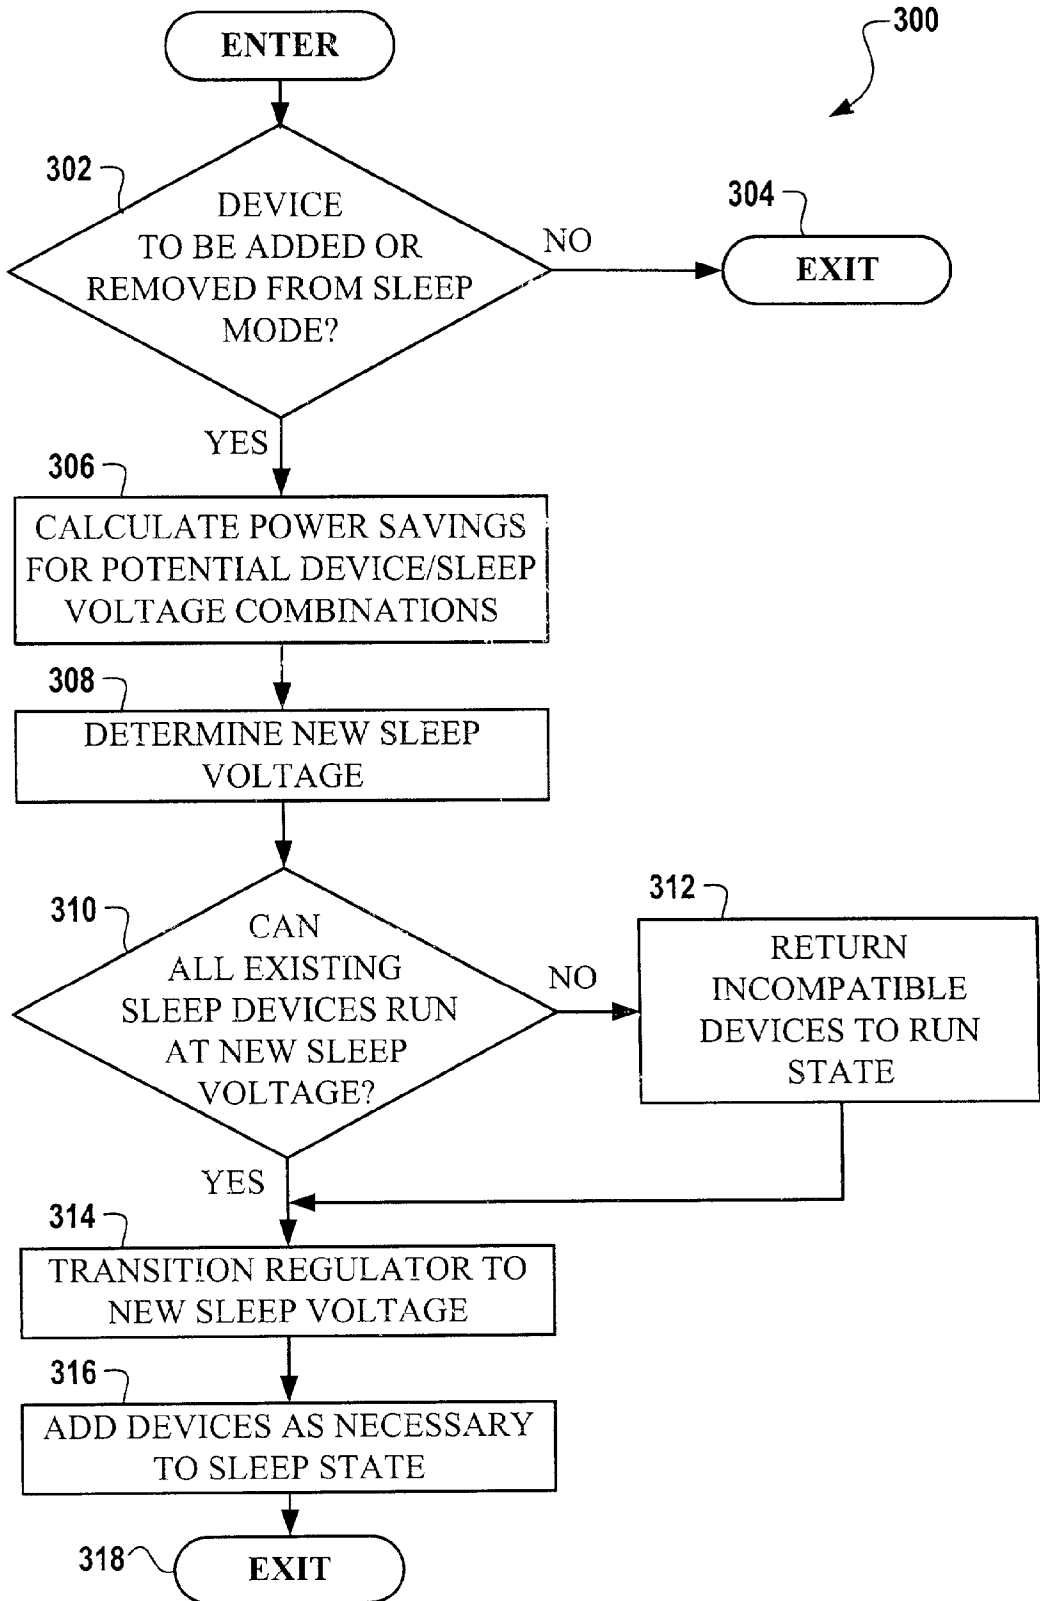 ENTER
300
302
DEVICE
TO BE ADDED OR
REMOVED FROM SLEEP
MODE?
NO
304
EXIT
YES
306
CALCULATE POWER SAVINGS
FOR POTENTIAL DEVICE/SLEEP
VOLTAGE COMBINATIONS
308
DETERMINE NEW SLEEP
VOLTAGE
310
CAN
ALL EXISTING
SLEEP DEVICES RUN
AT NEW SLEEP
VOLTAGE?
NO
312
RETURN
INCOMPATIBLE
DEVICES TO RUN
STATE
YES
314
TRANSITION REGULATOR TO
NEW SLEEP VOLTAGE
316
ADD DEVICES AS NECESSARY
TO SLEEP STATE
318
EXIT